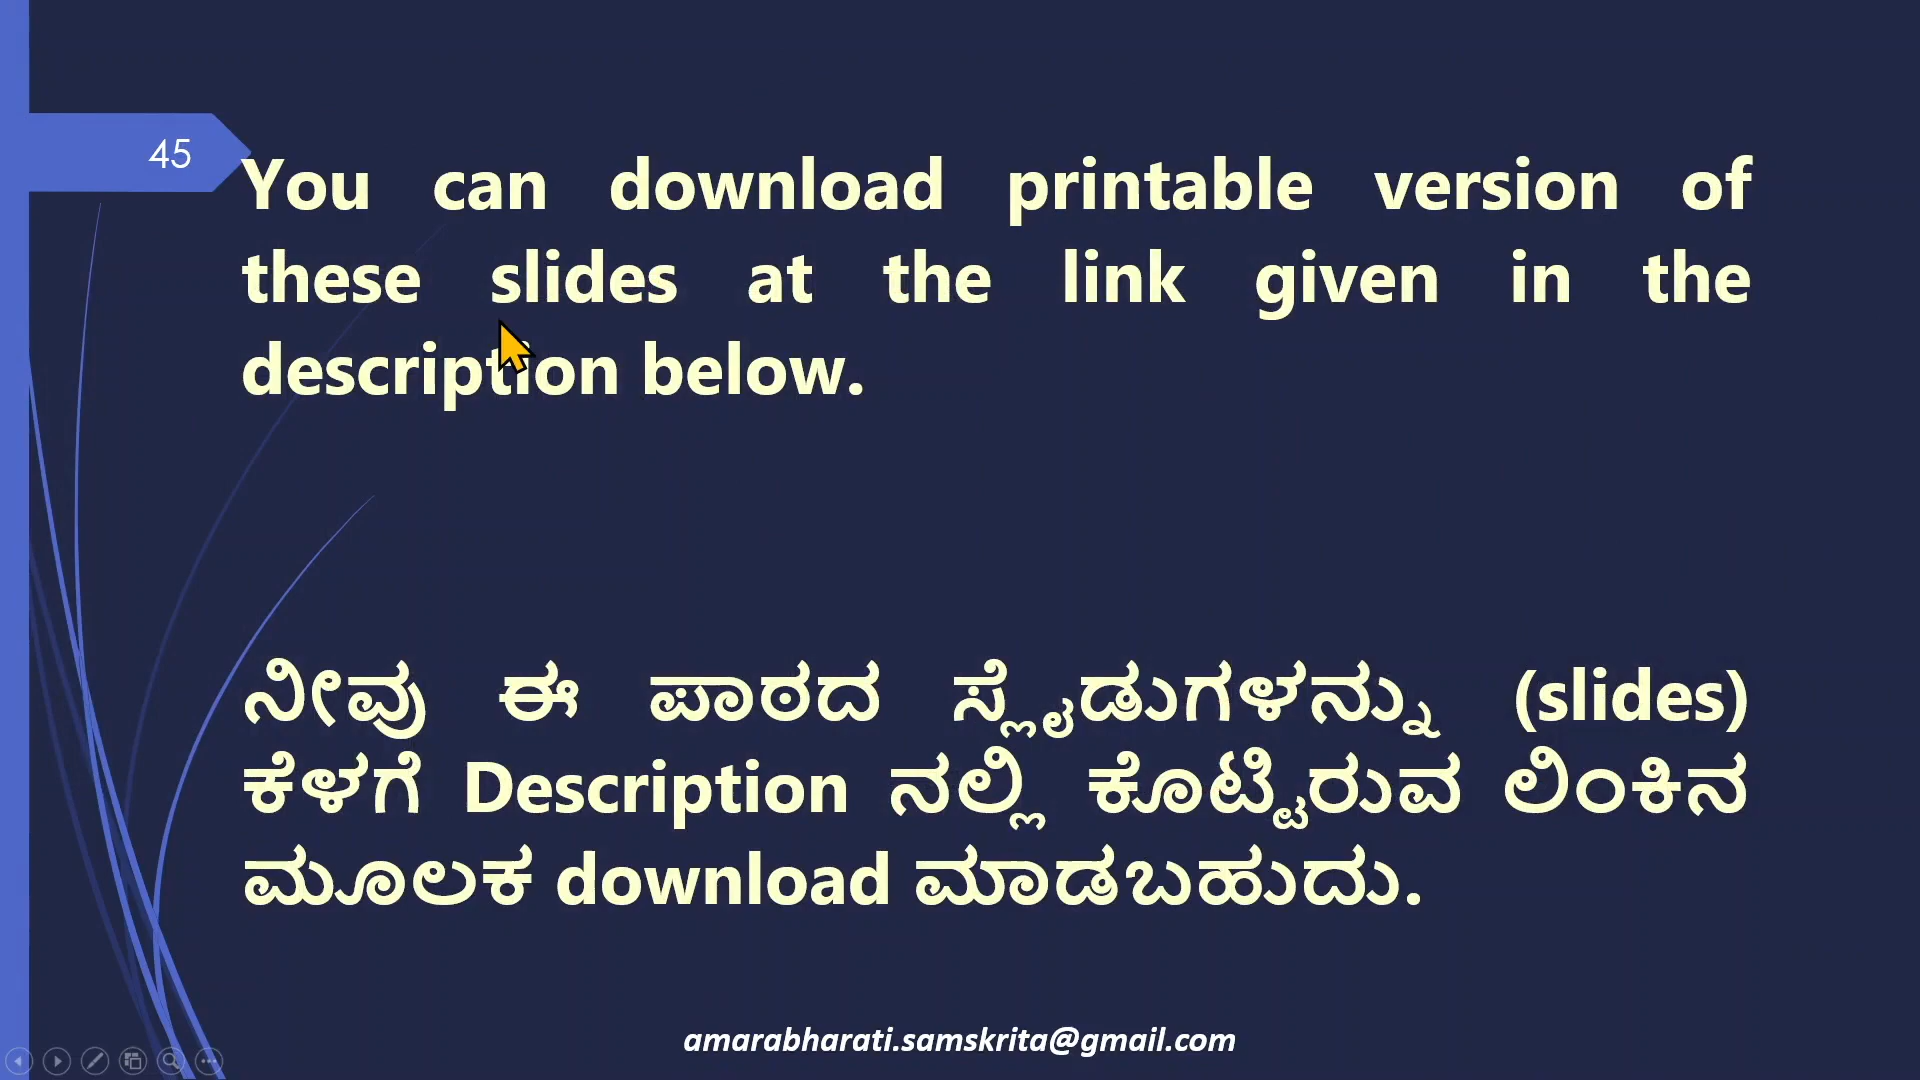 45
You can download printable version of
these slides at the link given in the
description below.
ನೀವು ಈ ಪಾಠದ ಸ್ಲೈಡುಗಳನ್ನು (slides)
ಕೆಳಗೆ Description ನಲ್ಲಿ ಕೊಟ್ಟಿರುವ ಲಿಂಕಿನ
ಮೂಲಕ download ಮಾಡಬಹುದು.
amarabharati.samskrita@gmail.com